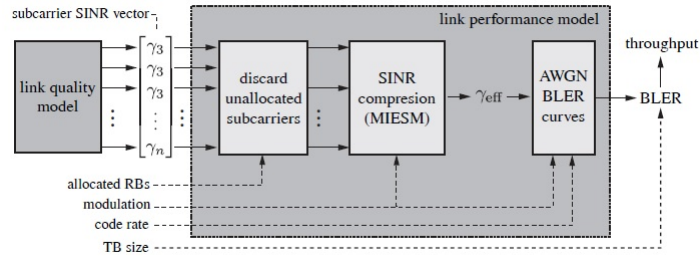 subcarrier SINR vector
link performance model
link quality
model
γ3
γ3
γ3
γn
discard
unallocated
subcarriers
SINR
compresion
(MIESM)
γeff
AWGN
BLER
curves
throughput
BLER
allocated RBs
modulation
code rate
TB size